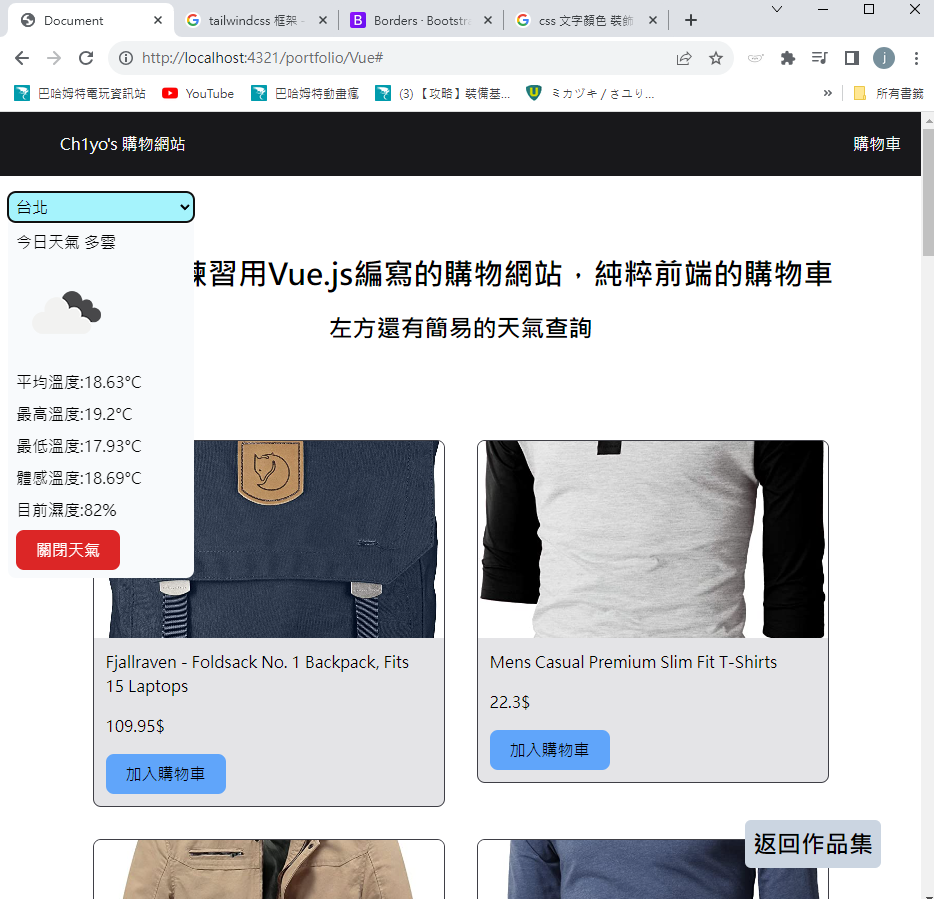 Document
tailwindcss 框架 -
Borders · Bootstra
css 文字顏色 裝飾
http://localhost:4321/portfolio/Vue#
j
巴哈姆特電玩資訊站
YouTube
巴哈姆特動畫瘋
(3) 【攻略】裝備基...
ミカヅキ / さユり...
»
所有書籤
Ch1yo's 購物網站
購物車
台北
今日天氣 多雲
練習用Vue.js編寫的購物網站，純粹前端的購物車
左方還有簡易的天氣查詢
平均溫度:18.63°C
最高溫度:19.2°C
最低溫度:17.93°C
體感溫度:18.69°C
目前濕度:82%
關閉天氣
Fjallraven - Foldsack No. 1 Backpack, Fits
15 Laptops
109.95$
加入購物車
Mens Casual Premium Slim Fit T-Shirts
22.3$
加入購物車
返回作品集